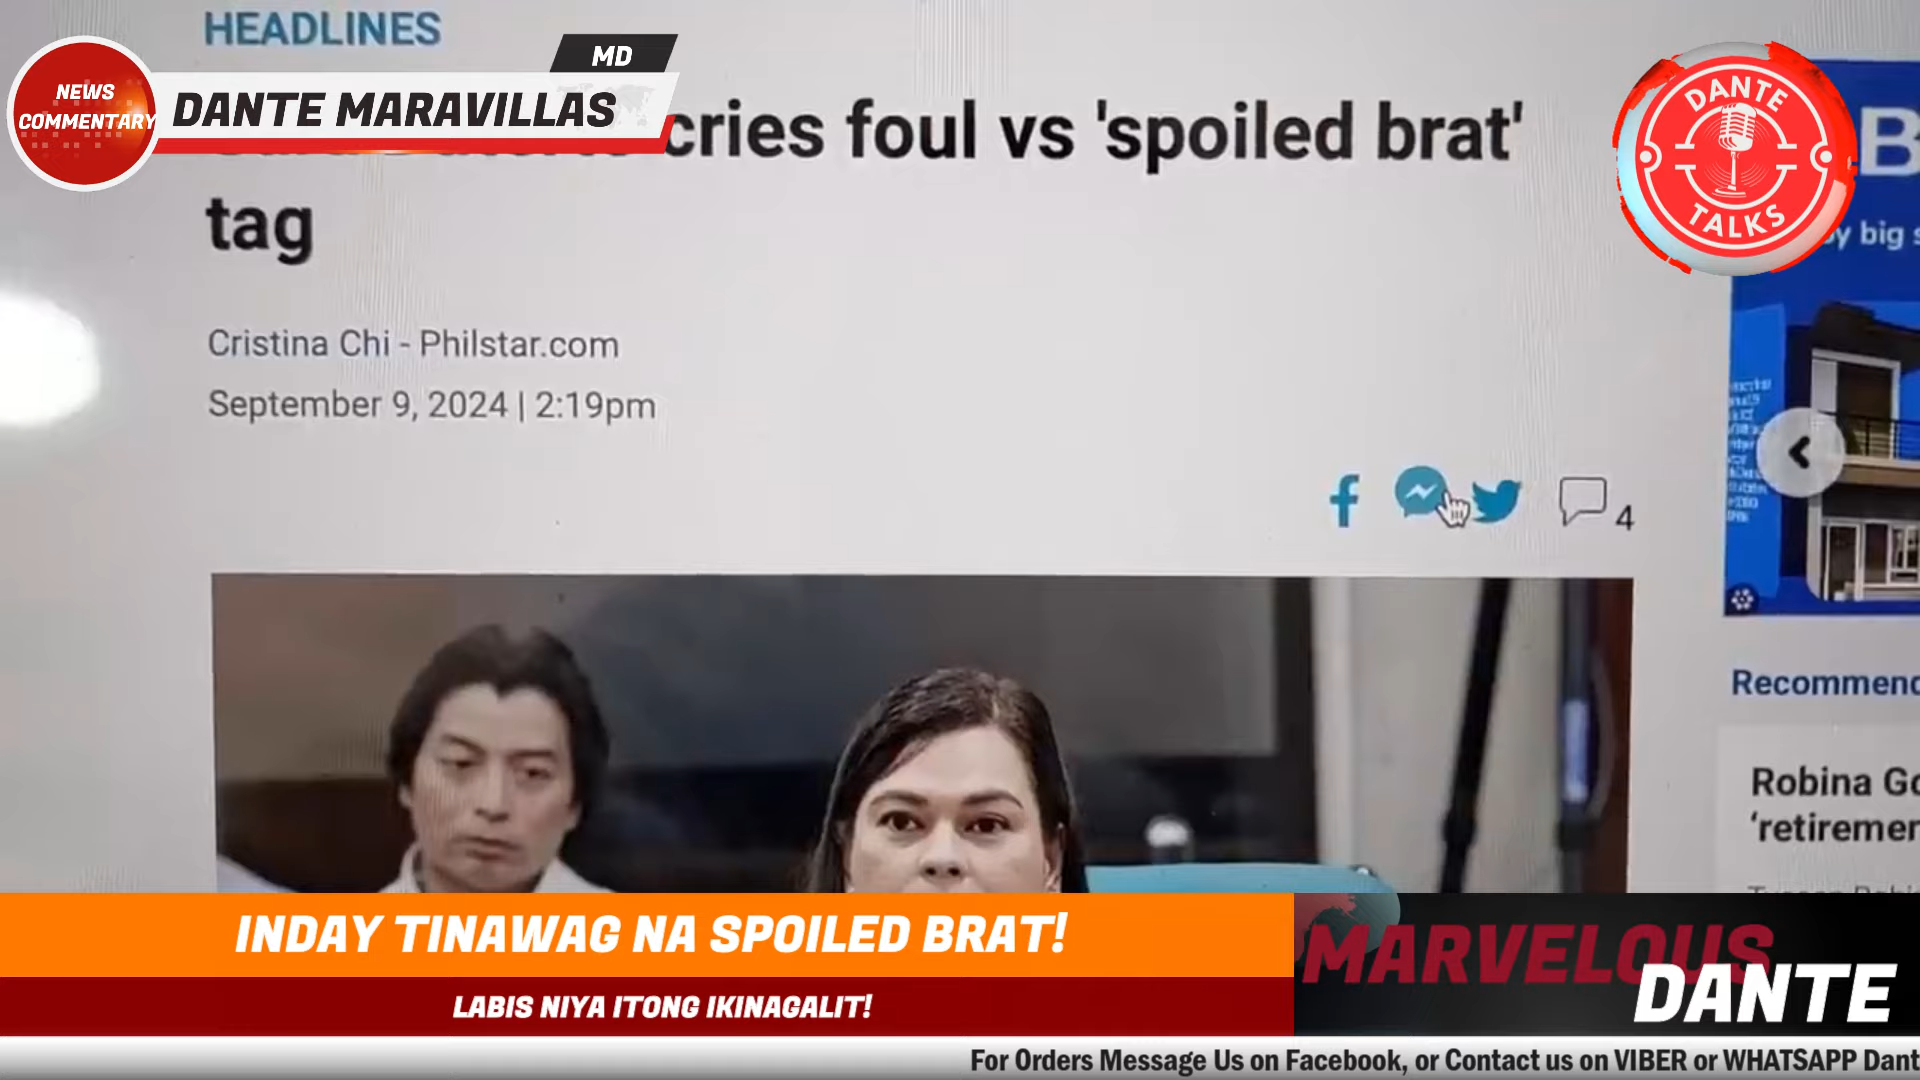 HEADLINES
MD
NEWS
COMMENTARY
DANTE MARAVILLAS
cries foul vs 'spoiled brat'
tag
DANTE
TALKS
B
y big s
Cristina Chi - Philstar.com
September 9, 2024 | 2:19pm
4
Recommend
Robina Go
‘retiremen
INDAY TINAWAG NA SPOILED BRAT!
LABIS NIYA ITONG IKINAGALIT!
MARVELOUS
DANTE
For Orders Message Us on Facebook, or Contact us on VIBER or WHATSAPP Dant